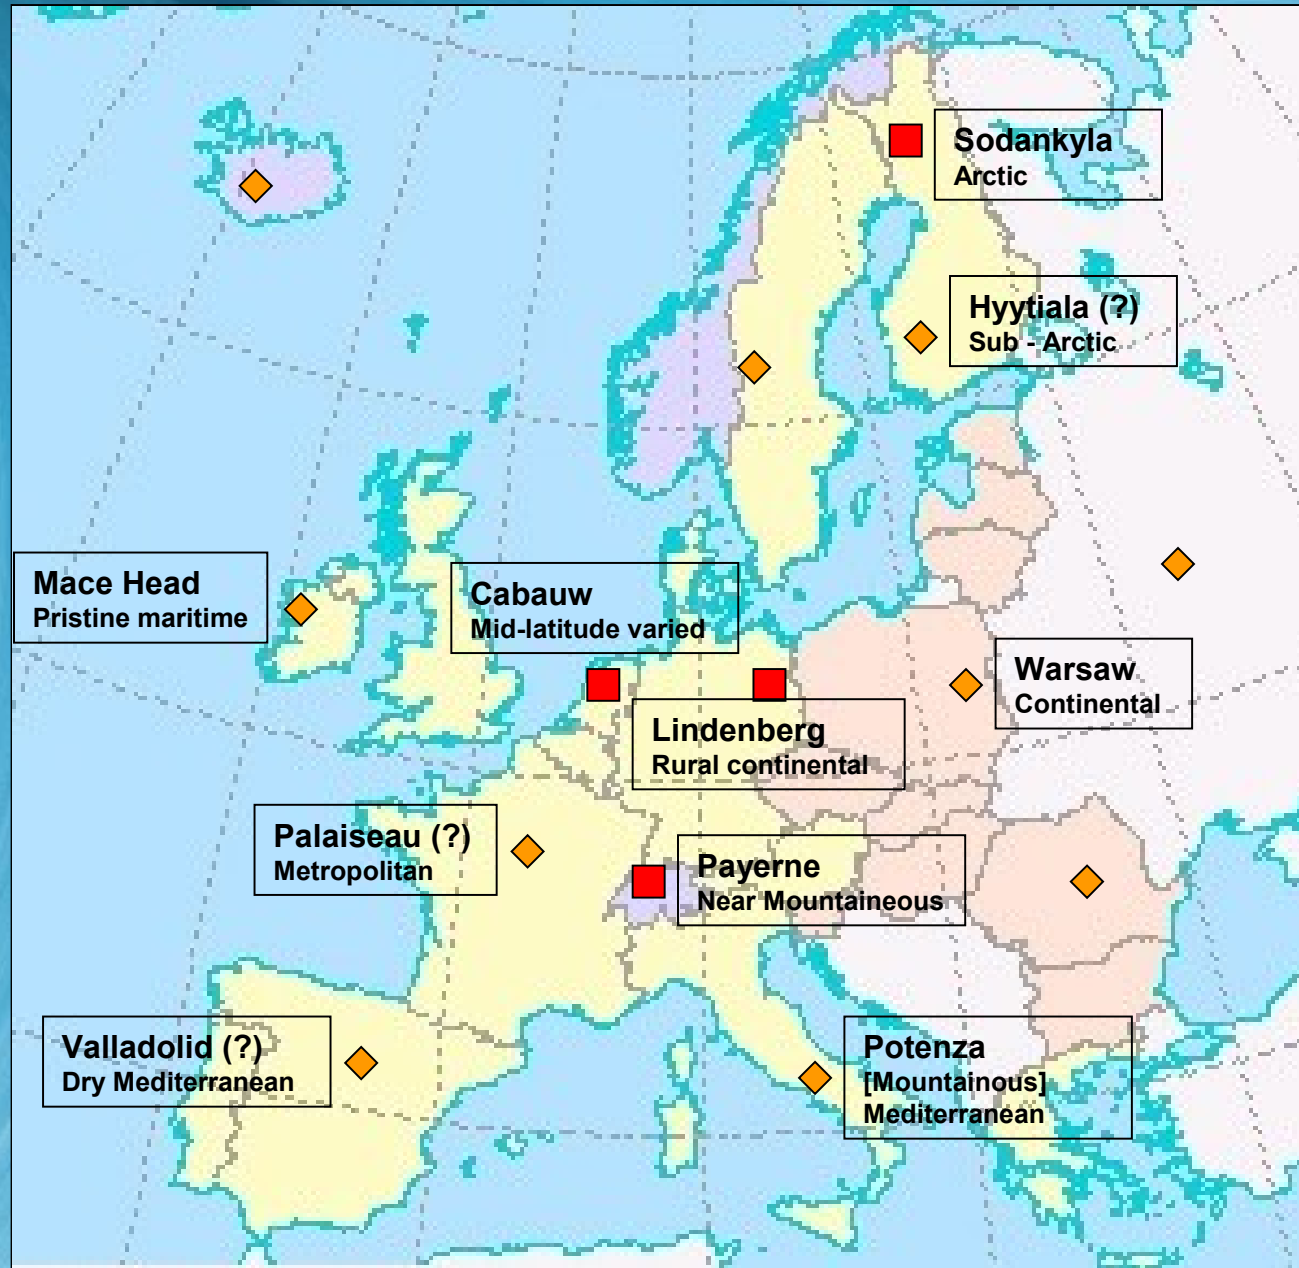 Sodankyla
Arctic
Hyytiala (?)
Sub - Arctic
Mace Head
Pristine maritime
Cabauw
Mid-latitude varied
Warsaw
Continental
Lindenberg
Rural continental
Palaiseau (?)
Metropolitan
Payerne
Near Mountaineous
Valladolid (?)
Dry Mediterranean
Potenza
[Mountainous]
Mediterranean